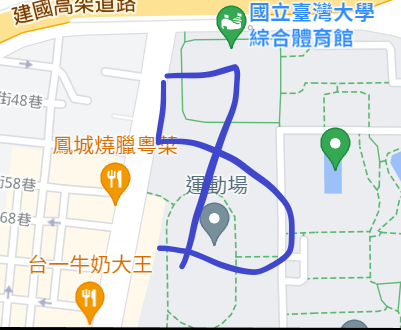 建國高架道路
國立臺灣大學
綜合體育館
街48巷
鳳城燒臘粵菜
58巷
運動場
68巷
台一牛奶大王